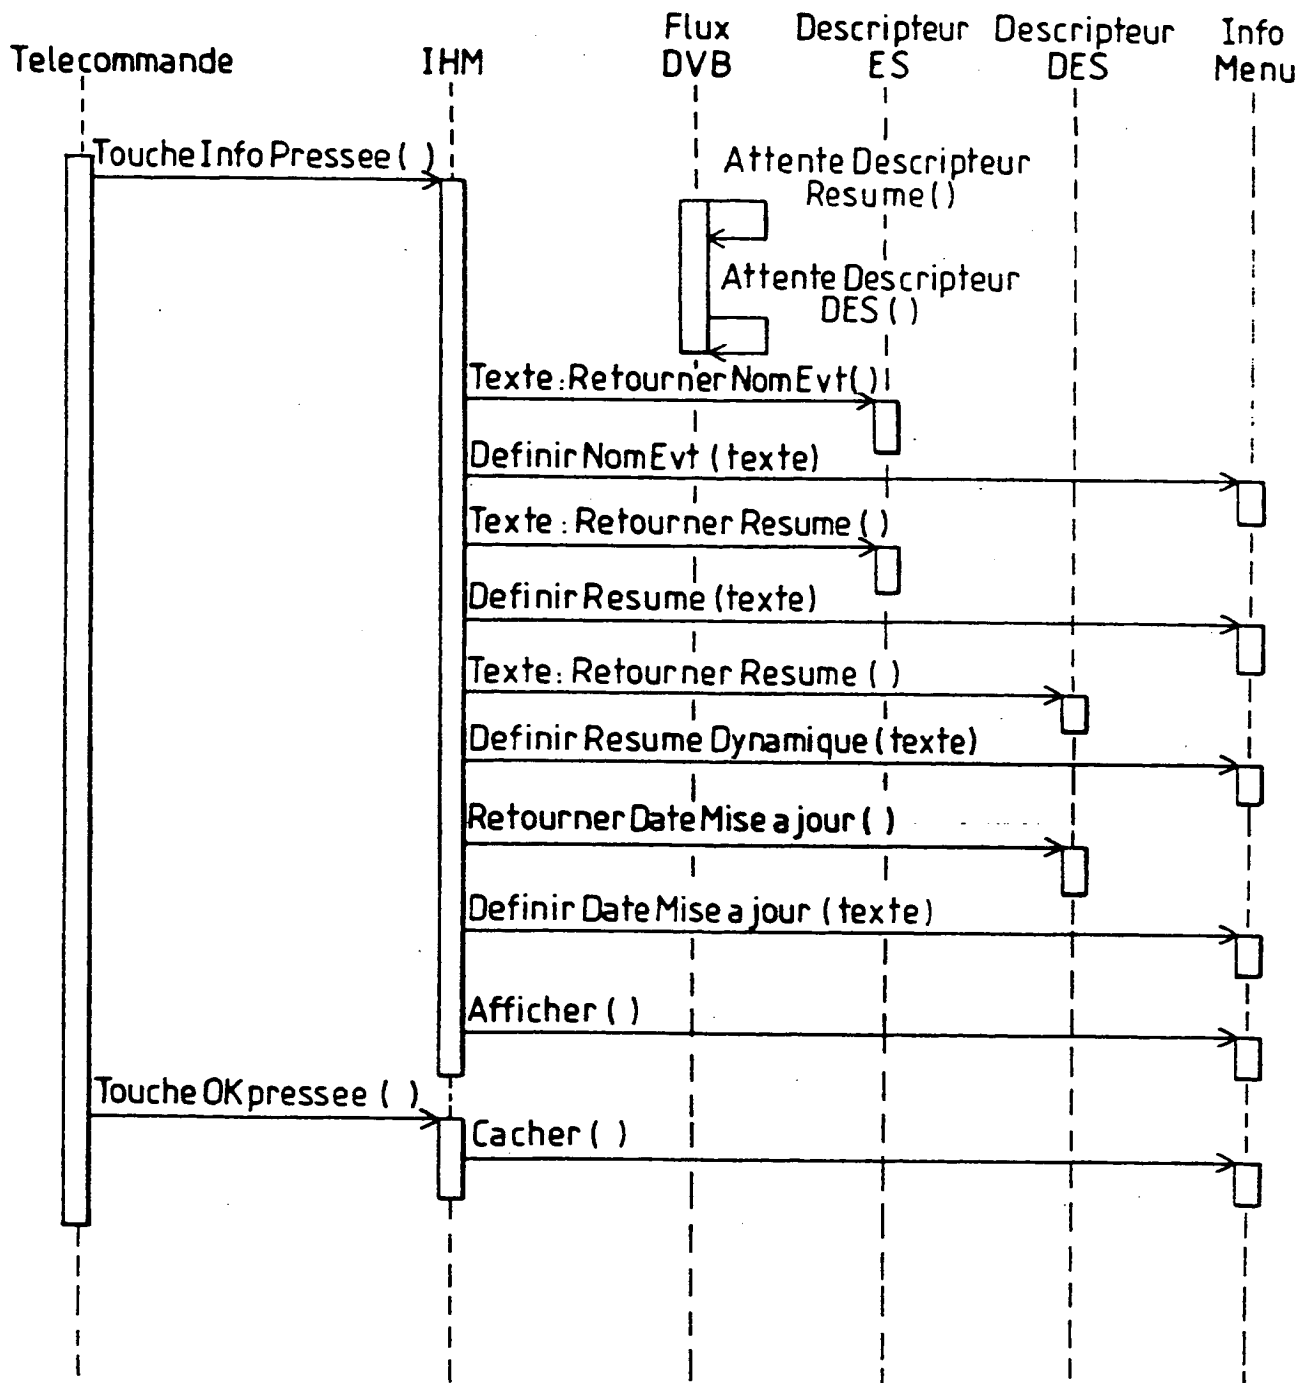 Telecommande
IHM
Flux
DVB
Descripteur
ES
Descripteur
DES
Info
Menu
Touche Info Pressee ( )
Attente Descripteur
Resume ( )
Attente Descripteur
DES ( )
Texte : Retourner Nom Evt( )
Definir Nom Evt (texte)
Texte : Retourner Resume ( )
Definir Resume (texte)
Texte : Retourner Resume ( )
Definir Resume Dynamique (texte)
Retourner Date Mise a jour ( )
Definir Date Mise a jour (texte)
Afficher ( )
Touche OK pressee ( )
Cacher ( )